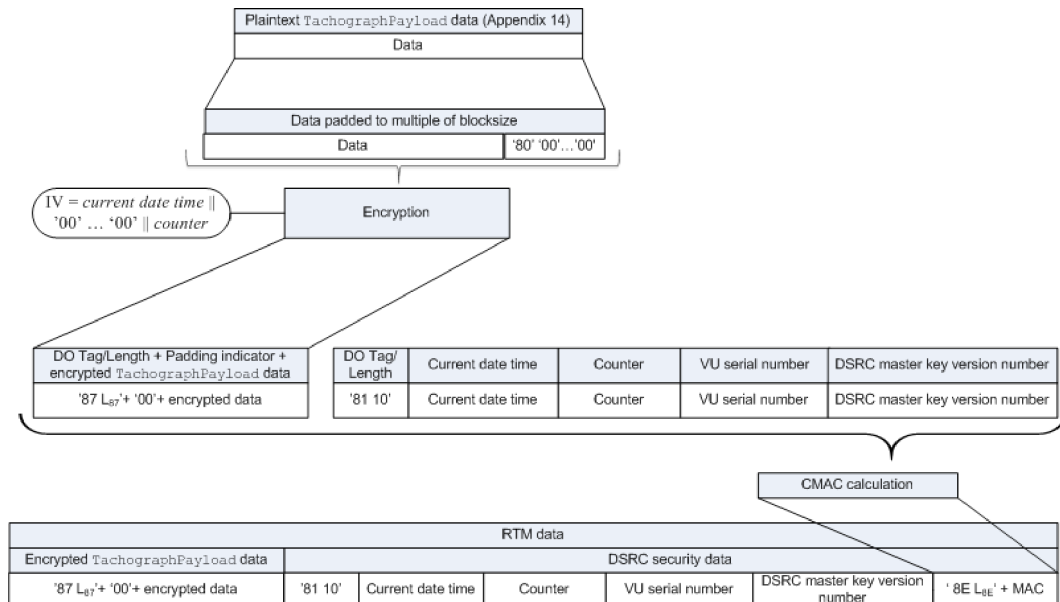 Plaintext TachographPayload data (Appendix 14)
Data
Data padded to multiple of blocksize
Data
'80' '00'…'00'
IV = current date time ||
'00' … '00' || counter
Encryption
DO Tag/Length + Padding indicator +
encrypted TachographPayload data
DO Tag/
Length
Current date time
Counter
VU serial number
DSRC master key version number
'87 L87'+ '00'+ encrypted data
'81 10'
Current date time
Counter
VU serial number
DSRC master key version number
CMAC calculation
RTM data
Encrypted TachographPayload data
DSRC security data
'87 L87'+ '00'+ encrypted data
'81 10'
Current date time
Counter
VU serial number
DSRC master key version
number
' 8E L8E' + MAC